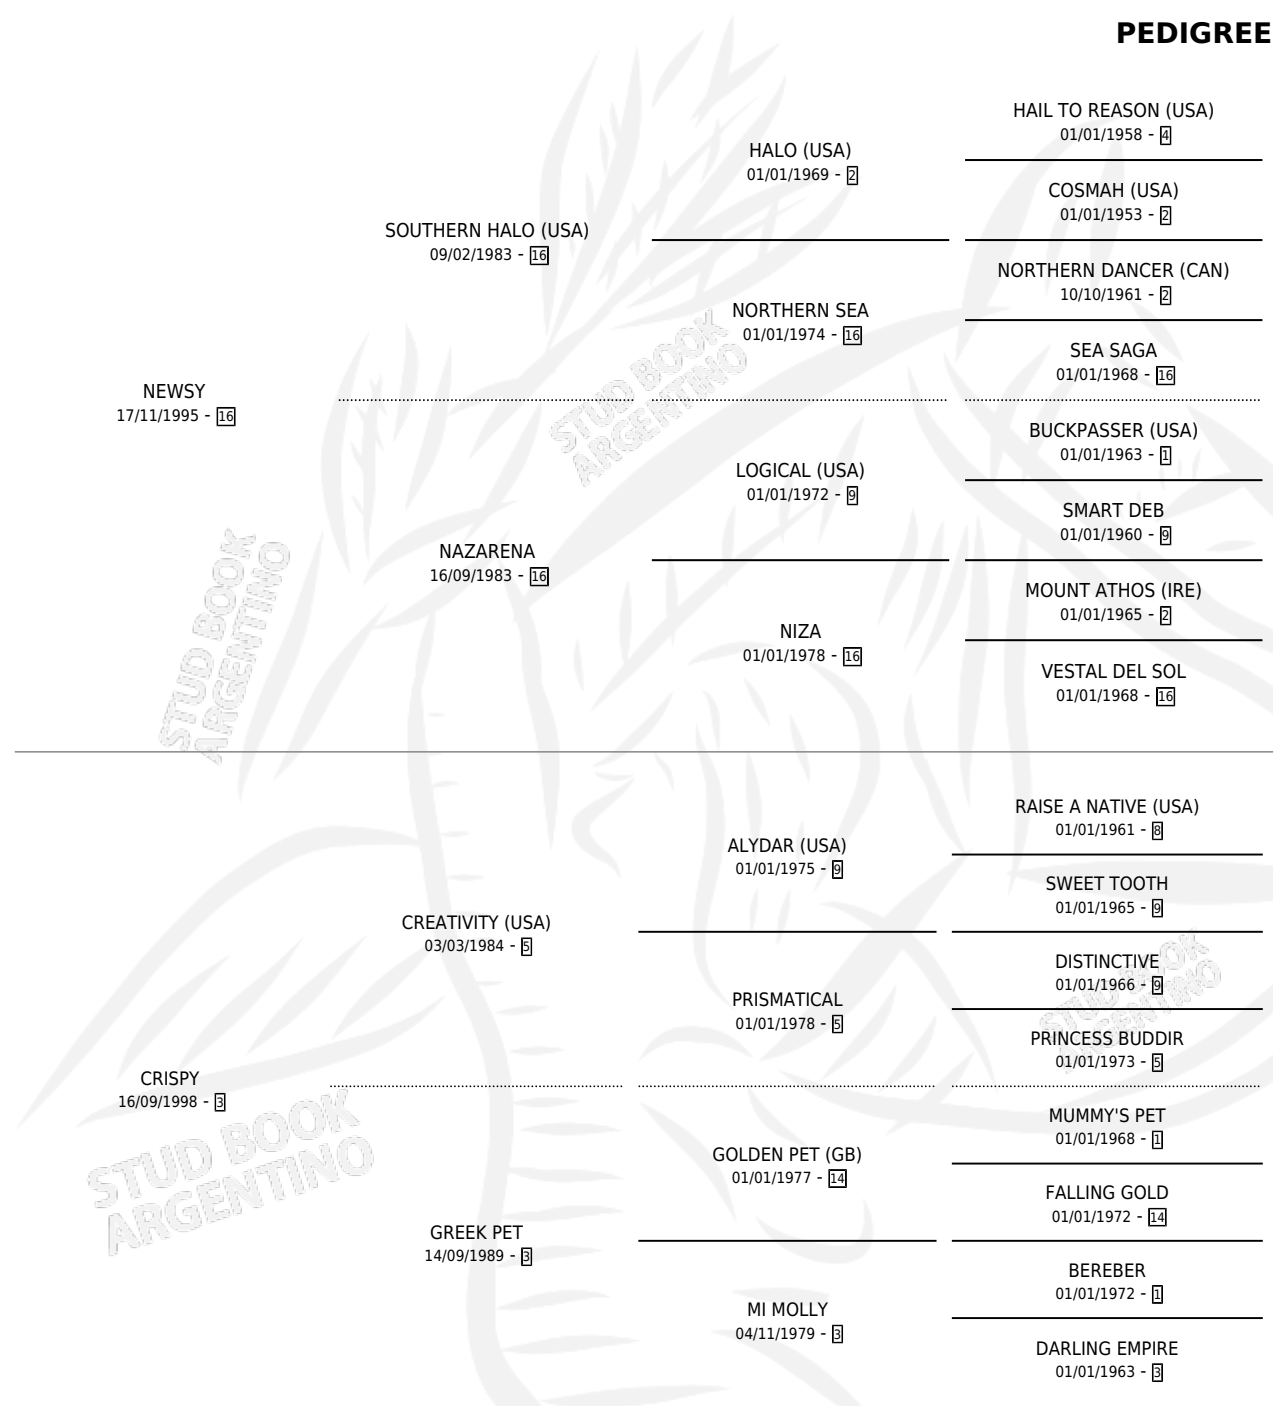 PEDIGREE
HAIL TO REASON (USA)
01/01/1958 - 4
HALO (USA)
01/01/1969 - 2
COSMAH (USA)
01/01/1953 - 2
SOUTHERN HALO (USA)
09/02/1983 - 16
NORTHERN DANCER (CAN)
10/10/1961 - 2
NORTHERN SEA
01/01/1974 - 16
SEA SAGA
01/01/1968 - 16
NEWSY
17/11/1995 - 16
BUCKPASSER (USA)
01/01/1963 - 1
LOGICAL (USA)
01/01/1972 - 9
SMART DEB
01/01/1960 - 9
NAZARENA
16/09/1983 - 16
MOUNT ATHOS (IRE)
01/01/1965 - 2
NIZA
01/01/1978 - 16
VESTAL DEL SOL
01/01/1968 - 16
STUD BOOK
ARGENTINO
STUD BOOK
ARGENTINO
RAISE A NATIVE (USA)
01/01/1961 - 8
ALYDAR (USA)
01/01/1975 - 9
SWEET TOOTH
01/01/1965 - 9
CREATIVITY (USA)
03/03/1984 - 5
DISTINCTIVE
01/01/1966 - 9
PRISMATICAL
01/01/1978 - 5
PRINCESS BUDDIR
01/01/1973 - 5
STUD BOOK
ARGENTINO
CRISPY
16/09/1998 - 3
MUMMY'S PET
01/01/1968 - 1
GOLDEN PET (GB)
01/01/1977 - 14
FALLING GOLD
01/01/1972 - 14
STUD BOOK
ARGENTINO
GREEK PET
14/09/1989 - 3
BEREBER
01/01/1972 - 1
MI MOLLY
04/11/1979 - 3
DARLING EMPIRE
01/01/1963 - 3